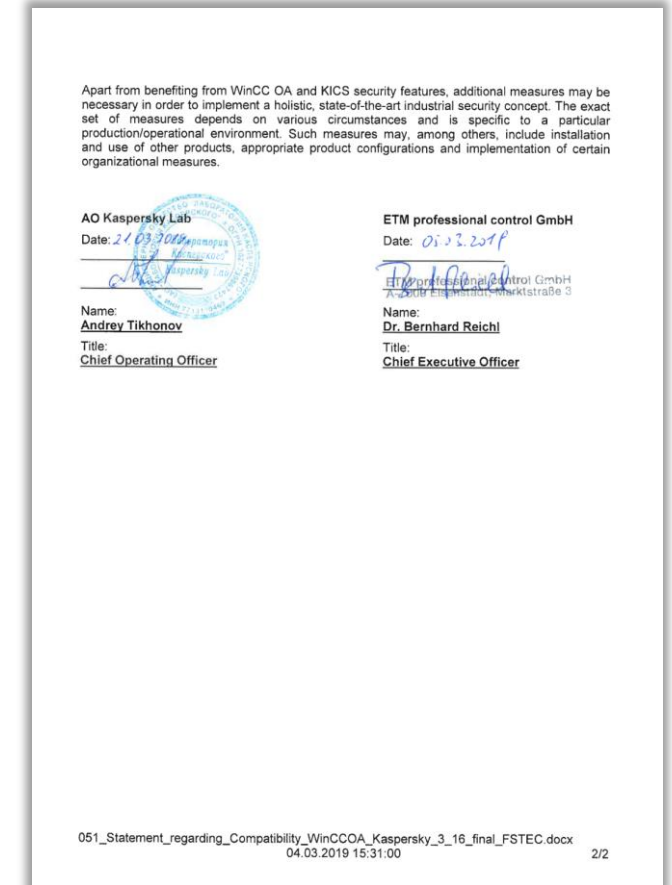 Apart from benefiting from WinCC OA and KICS security features, additional measures may be
necessary in order to implement a holistic, state-of-the-art industrial security concept. The exact
set of measures depends on various circumstances and is specific to a particular
production/operational environment. Such measures may, among others, include installation
and use of other products, appropriate product configurations and implementation of certain
organizational measures.
AO Kaspersky Lab
Date: 21.03.2019
Kaspersky Lab
Name:
Andrey Tikhonov
Title:
Chief Operating Officer
ETM professional control GmbH
Date: 05.03.2019
ETM professional control GmbH
Marktstraße 3
Name:
Dr. Bernhard Reichl
Title:
Chief Executive Officer
051_Statement_regarding_Compatibility_WinCCOA_Kaspersky_3_16_final_FSTEC.docx
04.03.2019 15:31:00
2/2